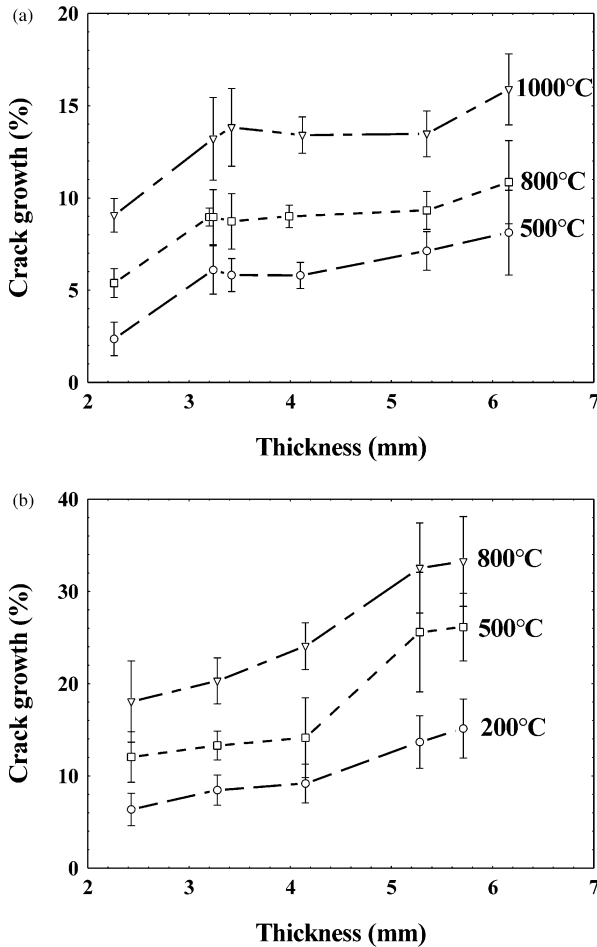 (a)
20
15
10
5
0
Crack growth (%)
1000°C
800°C
500°C
2 3 4 5 6 7
Thickness (mm)
(b)
40
30
20
10
0
Crack growth (%)
800°C
500°C
200°C
2 3 4 5 6 7
Thickness (mm)